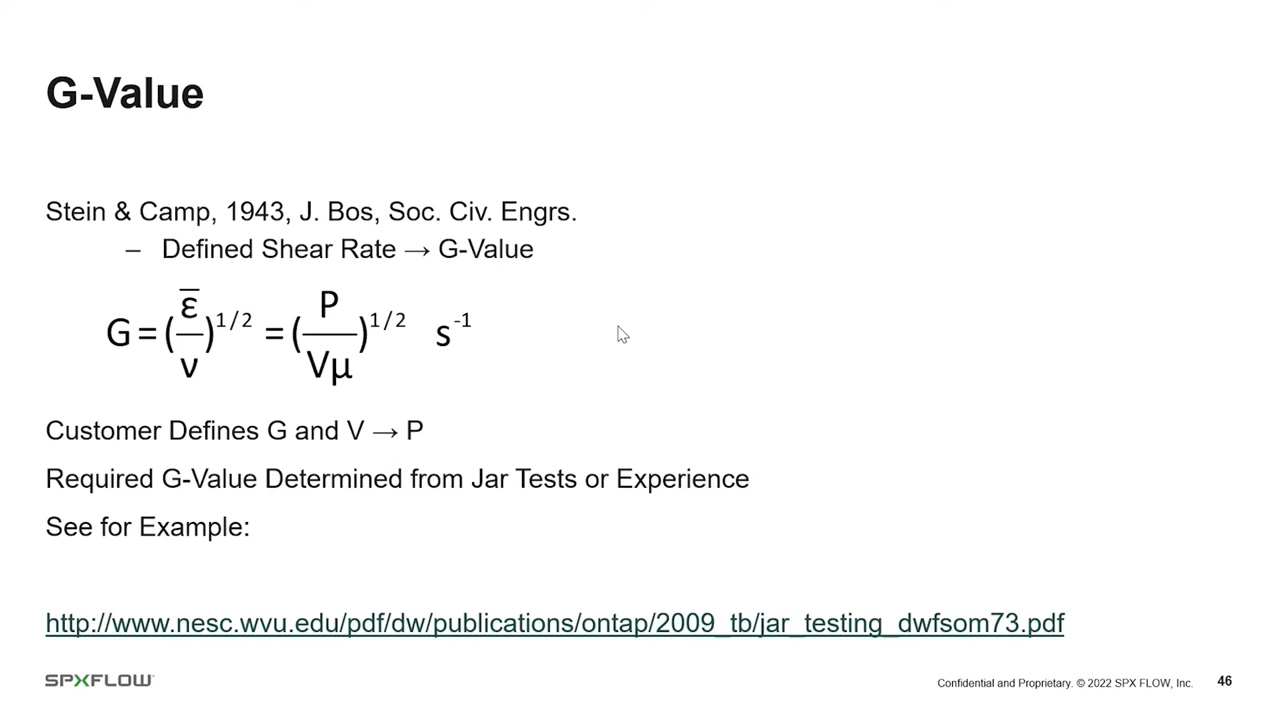 G-Value
Stein & Camp, 1943, J. Bos, Soc. Civ. Engrs.
– Defined Shear Rate → G-Value
G = (ε̅/ν)^1/2 = (P/Vμ)^1/2 s^-1
Customer Defines G and V → P
Required G-Value Determined from Jar Tests or Experience
See for Example:
http://www.nesc.wvu.edu/pdf/dw/publications/ontap/2009_tb/jar_testing_dwfsom73.pdf
SPXFLOW
Confidential and Proprietary. © 2022 SPX FLOW, Inc. 46